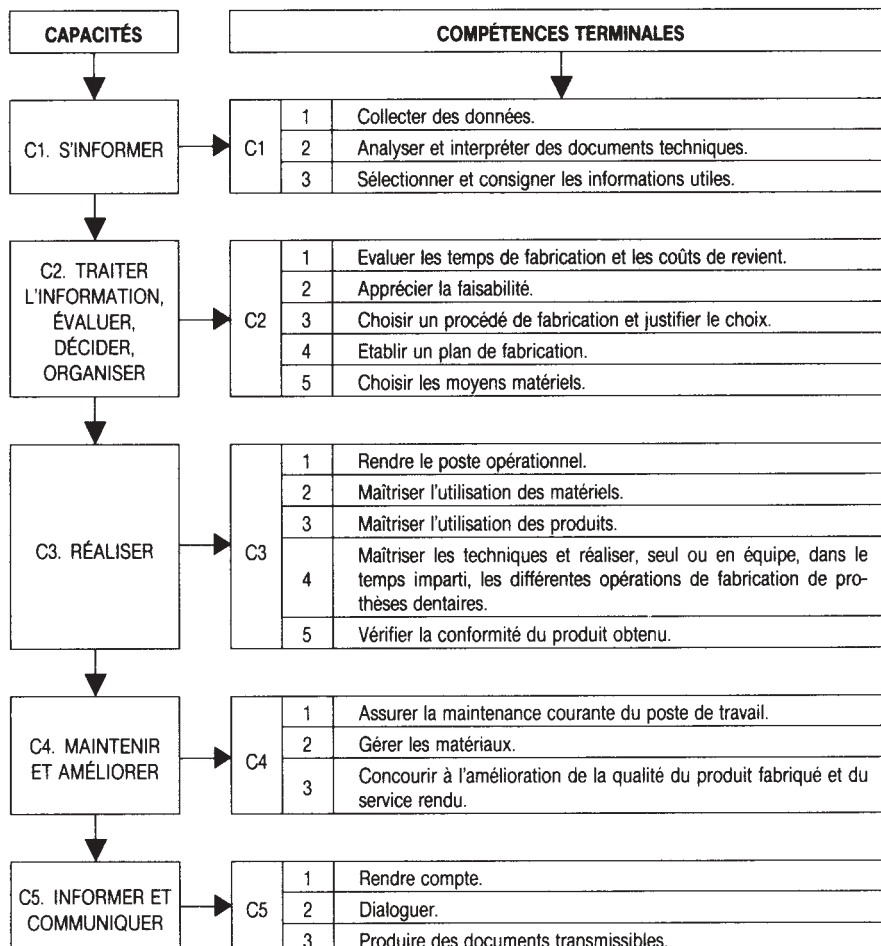 CAPACITÉS
COMPÉTENCES TERMINALES
C1. S'INFORMER
C1
1 Collecter des données.
2 Analyser et interpréter des documents techniques.
3 Sélectionner et consigner les informations utiles.
C2. TRAITER
L'INFORMATION,
ÉVALUER,
DÉCIDER,
ORGANISER
C2
1 Evaluer les temps de fabrication et les coûts de revient.
2 Apprécier la faisabilité.
3 Choisir un procédé de fabrication et justifier le choix.
4 Etablir un plan de fabrication.
5 Choisir les moyens matériels.
C3. RÉALISER
C3
1 Rendre le poste opérationnel.
2 Maîtriser l'utilisation des matériels.
3 Maîtriser l'utilisation des produits.
4 Maîtriser les techniques et réaliser, seul ou en équipe, dans le
temps imparti, les différentes opérations de fabrication de pro-
thèses dentaires.
5 Vérifier la conformité du produit obtenu.
C4. MAINTENIR
ET AMÉLIORER
C4
1 Assurer la maintenance courante du poste de travail.
2 Gérer les matériaux.
3 Concourir à l'amélioration de la qualité du produit fabriqué et du
service rendu.
C5. INFORMER ET
COMMUNIQUER
C5
1 Rendre compte.
2 Dialoguer.
3 Produire des documents transmissibles.